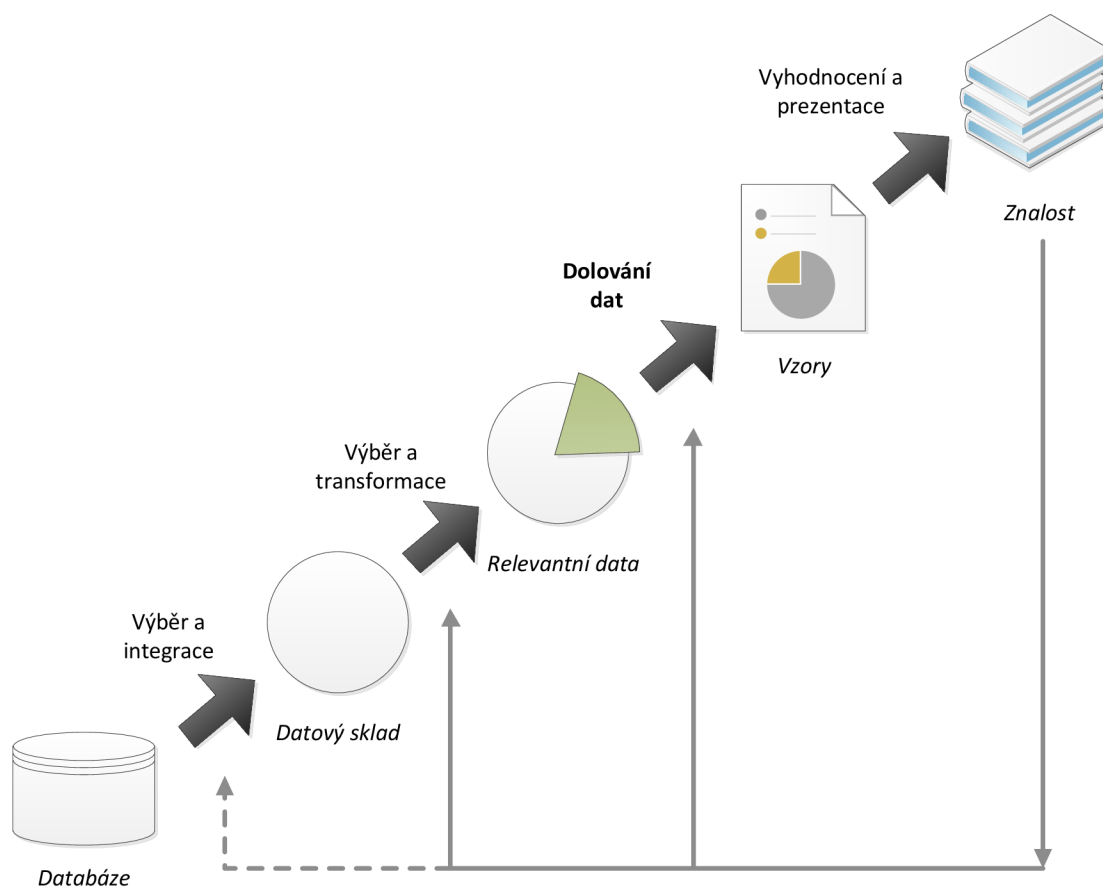 Vyhodnocení a
prezentace
Znalost
Dolování
dat
Vzory
Výběr a
transformace
Relevantní data
Výběr a
integrace
Datový sklad
Databáze